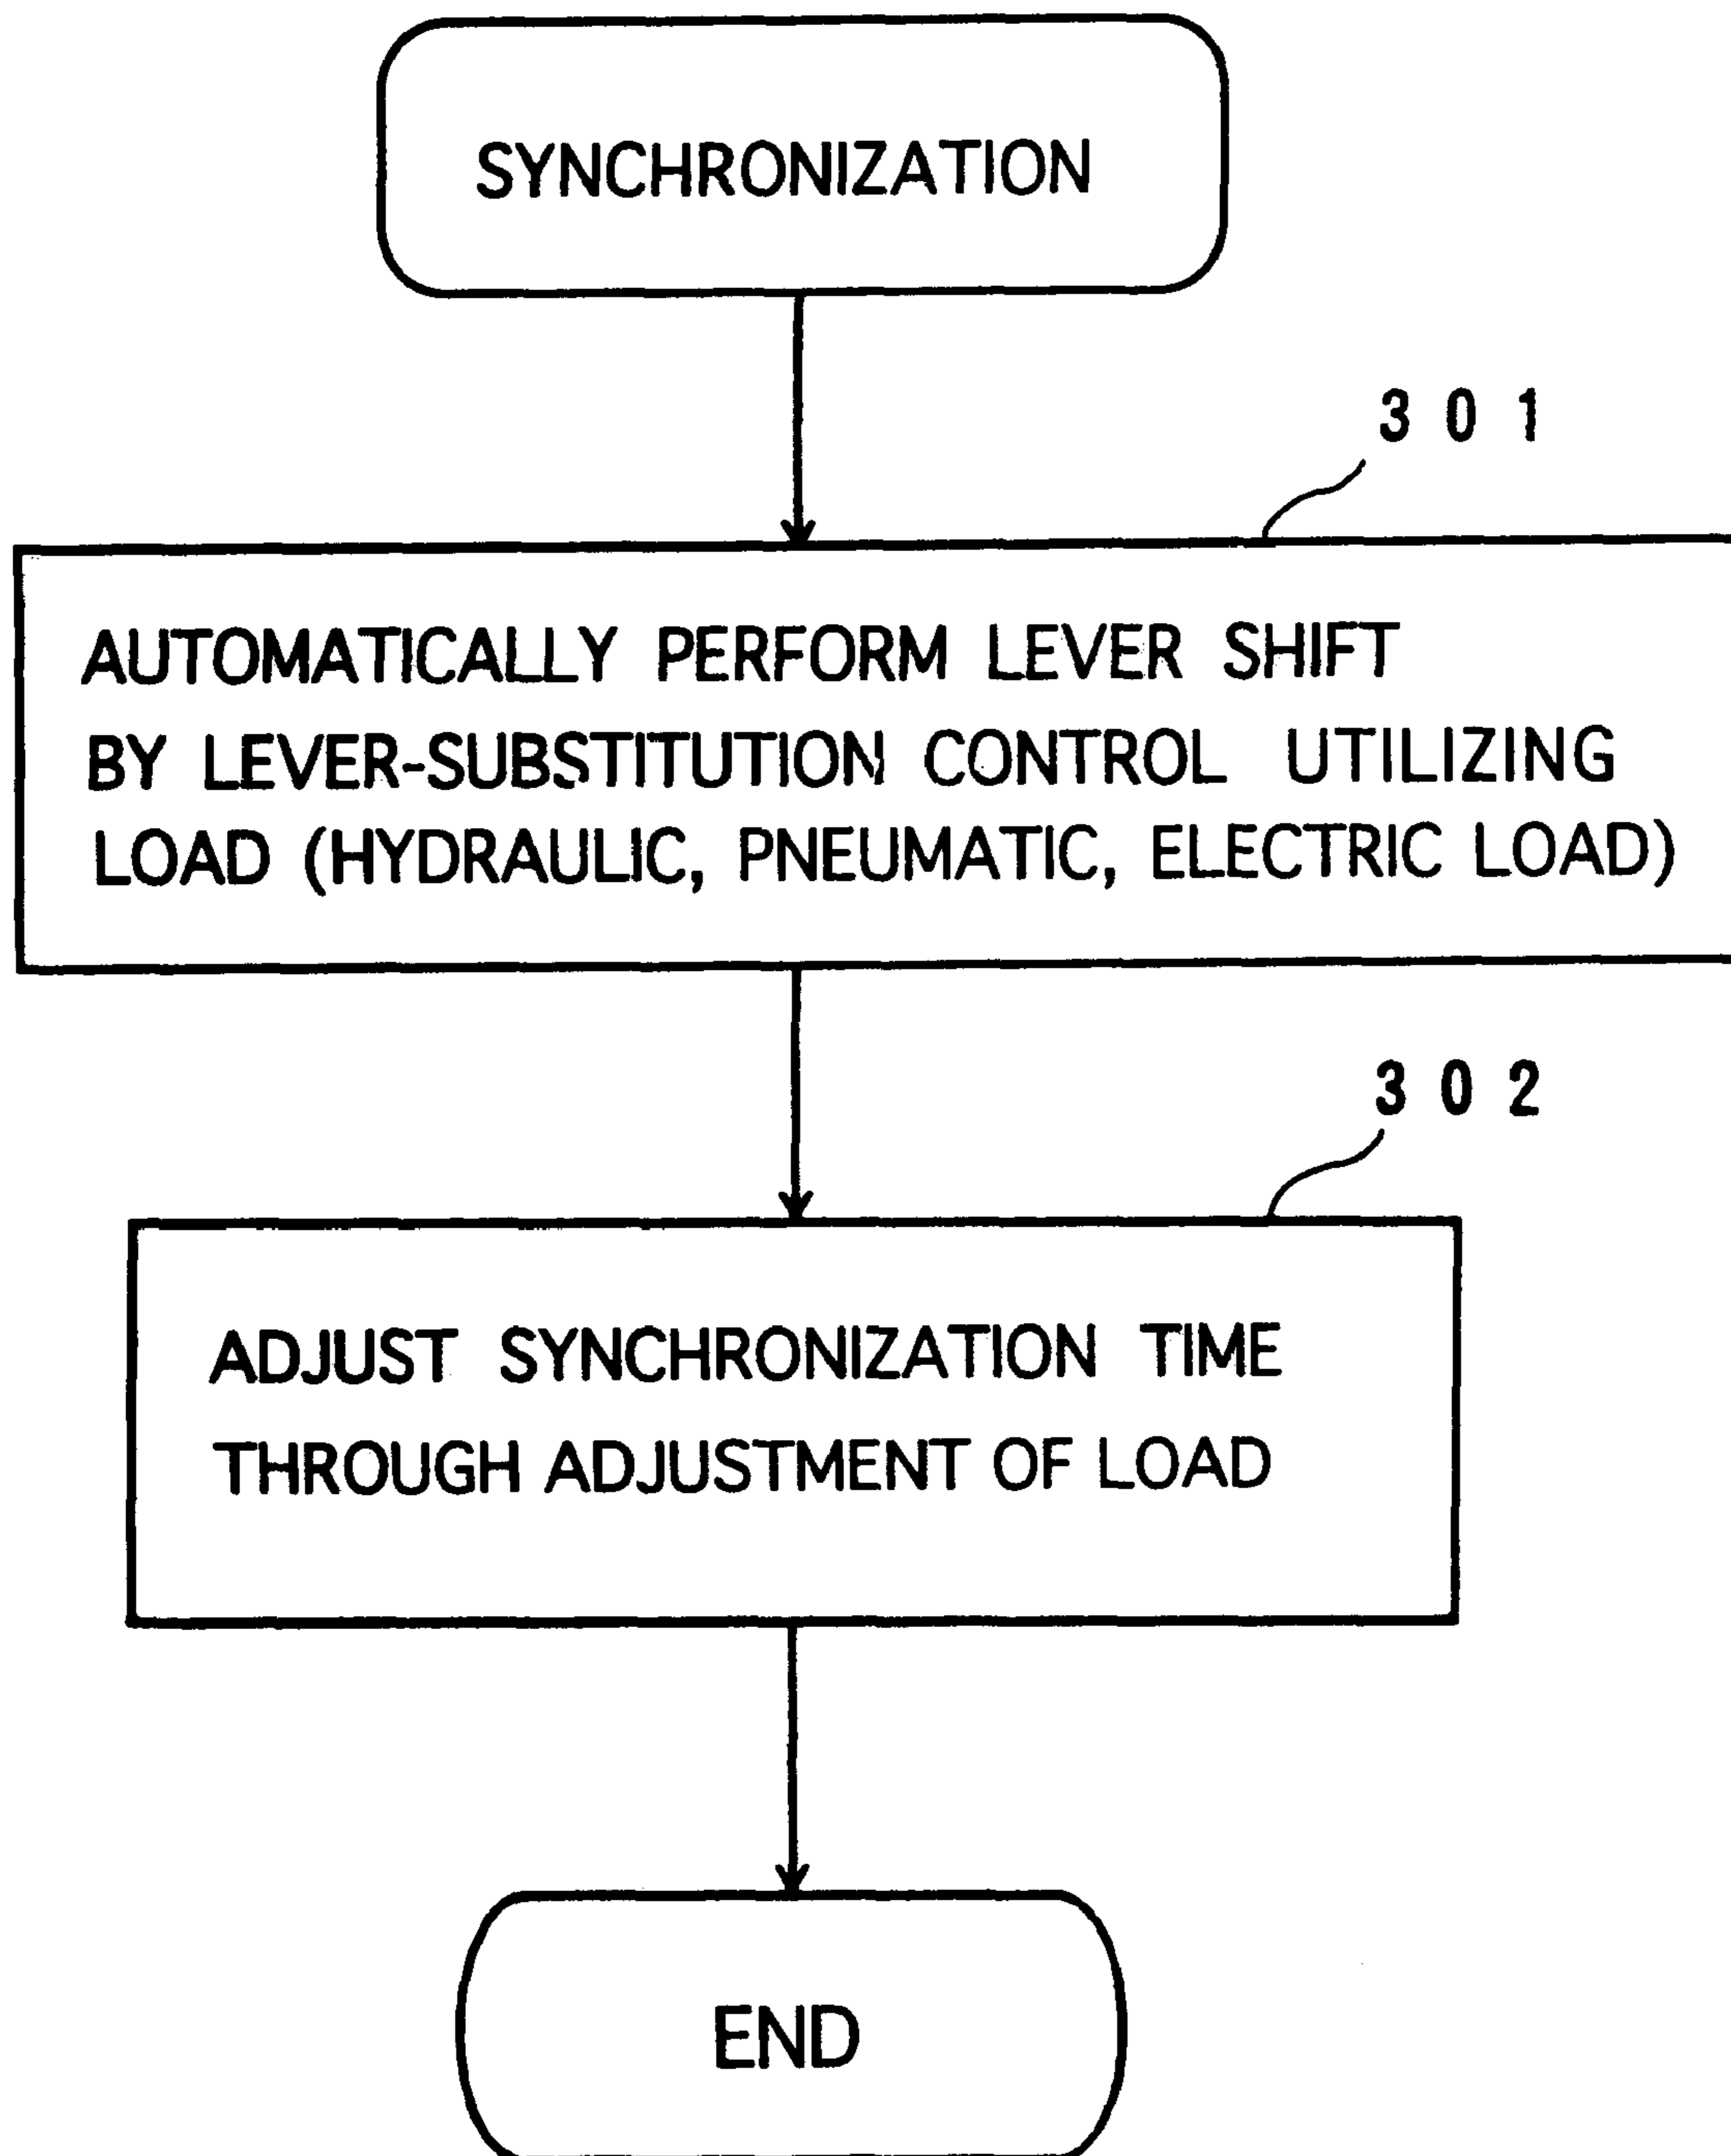 SYNCHRONIZATION
301
AUTOMATICALLY PERFORM LEVER SHIFT
BY LEVER-SUBSTITUTION CONTROL UTILIZING
LOAD (HYDRAULIC, PNEUMATIC, ELECTRIC LOAD)
302
ADJUST SYNCHRONIZATION TIME
THROUGH ADJUSTMENT OF LOAD
END